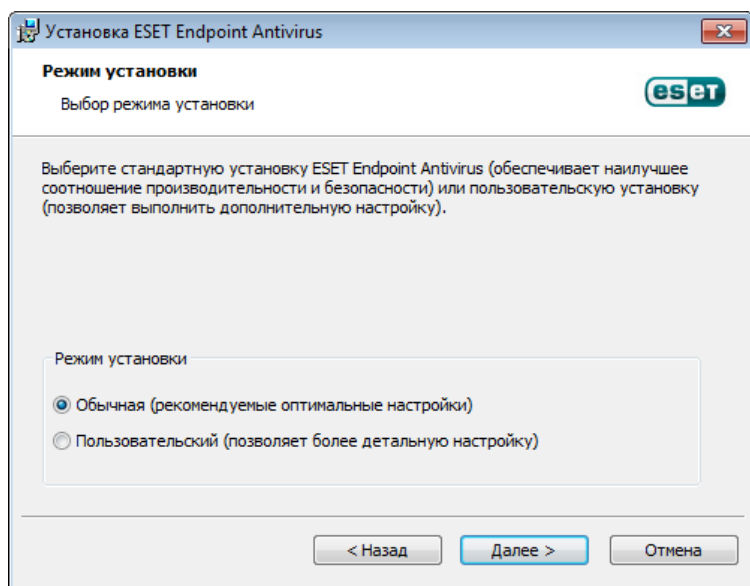 Установка ESET Endpoint Antivirus
Режим установки
Выбор режима установки
eset
Выберите стандартную установку ESET Endpoint Antivirus (обеспечивает наилучшее
соотношение производительности и безопасности) или пользовательскую установку
(позволяет выполнить дополнительную настройку).
Режим установки
Обычная (рекомендуемые оптимальные настройки)
Пользовательский (позволяет более детальную настройку)
< Назад
Далее >
Отмена